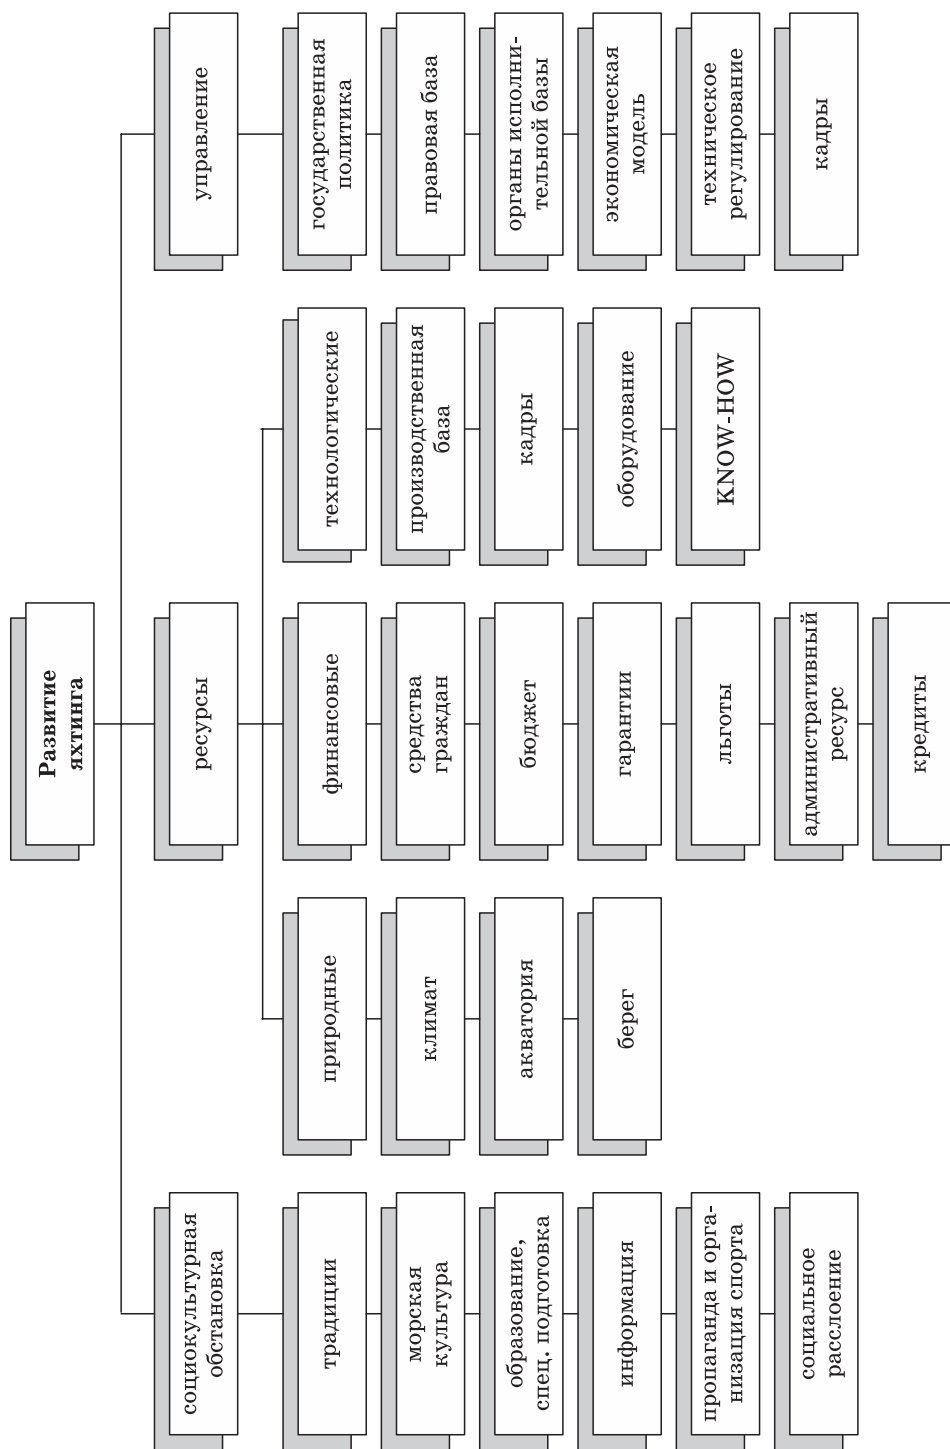 Развитие
яхтинга
социокультурная
обстановка
традиции
морская
культура
образование,
спец. подготовка
информация
пропаганда и орга-
низация спорта
социальное
расслоение
ресурсы
природные
климат
акватория
берег
финансовые
средства
граждан
бюджет
гарантии
льготы
административный
ресурс
кредиты
технологические
производственная
база
кадры
оборудование
KNOW-HOW
управление
государственная
политика
правовая база
органы исполни-
тельной базы
экономическая
модель
техническое
регулирование
кадры